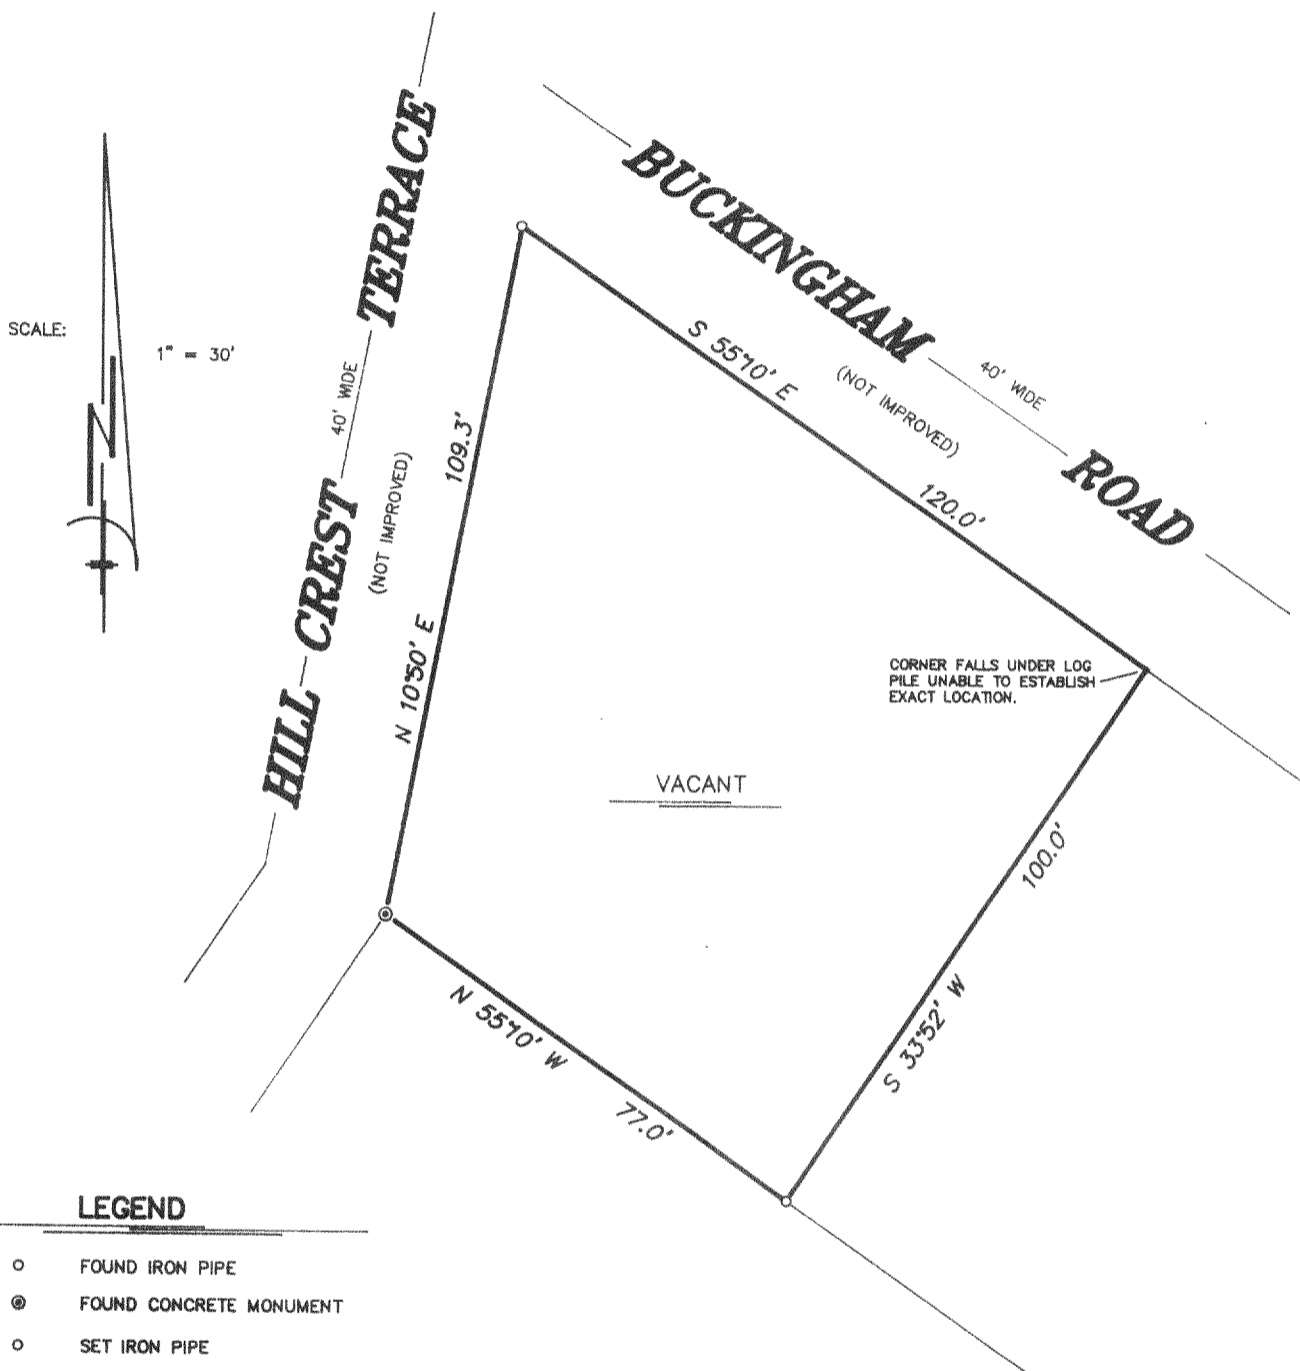 HILL CREST TERRACE
40' WIDE
(NOT IMPROVED)
BUCKINGHAM ROAD
40' WIDE
(NOT IMPROVED)
SCALE:
1" = 30'
N
S 55°10' E
120.0'
109.3'
N 10°50' E
CORNER FALLS UNDER LOG
PILE UNABLE TO ESTABLISH
EXACT LOCATION.
VACANT
100.0'
S 33°52' W
N 55°10' W
77.0'
LEGEND
FOUND IRON PIPE
FOUND CONCRETE MONUMENT
SET IRON PIPE